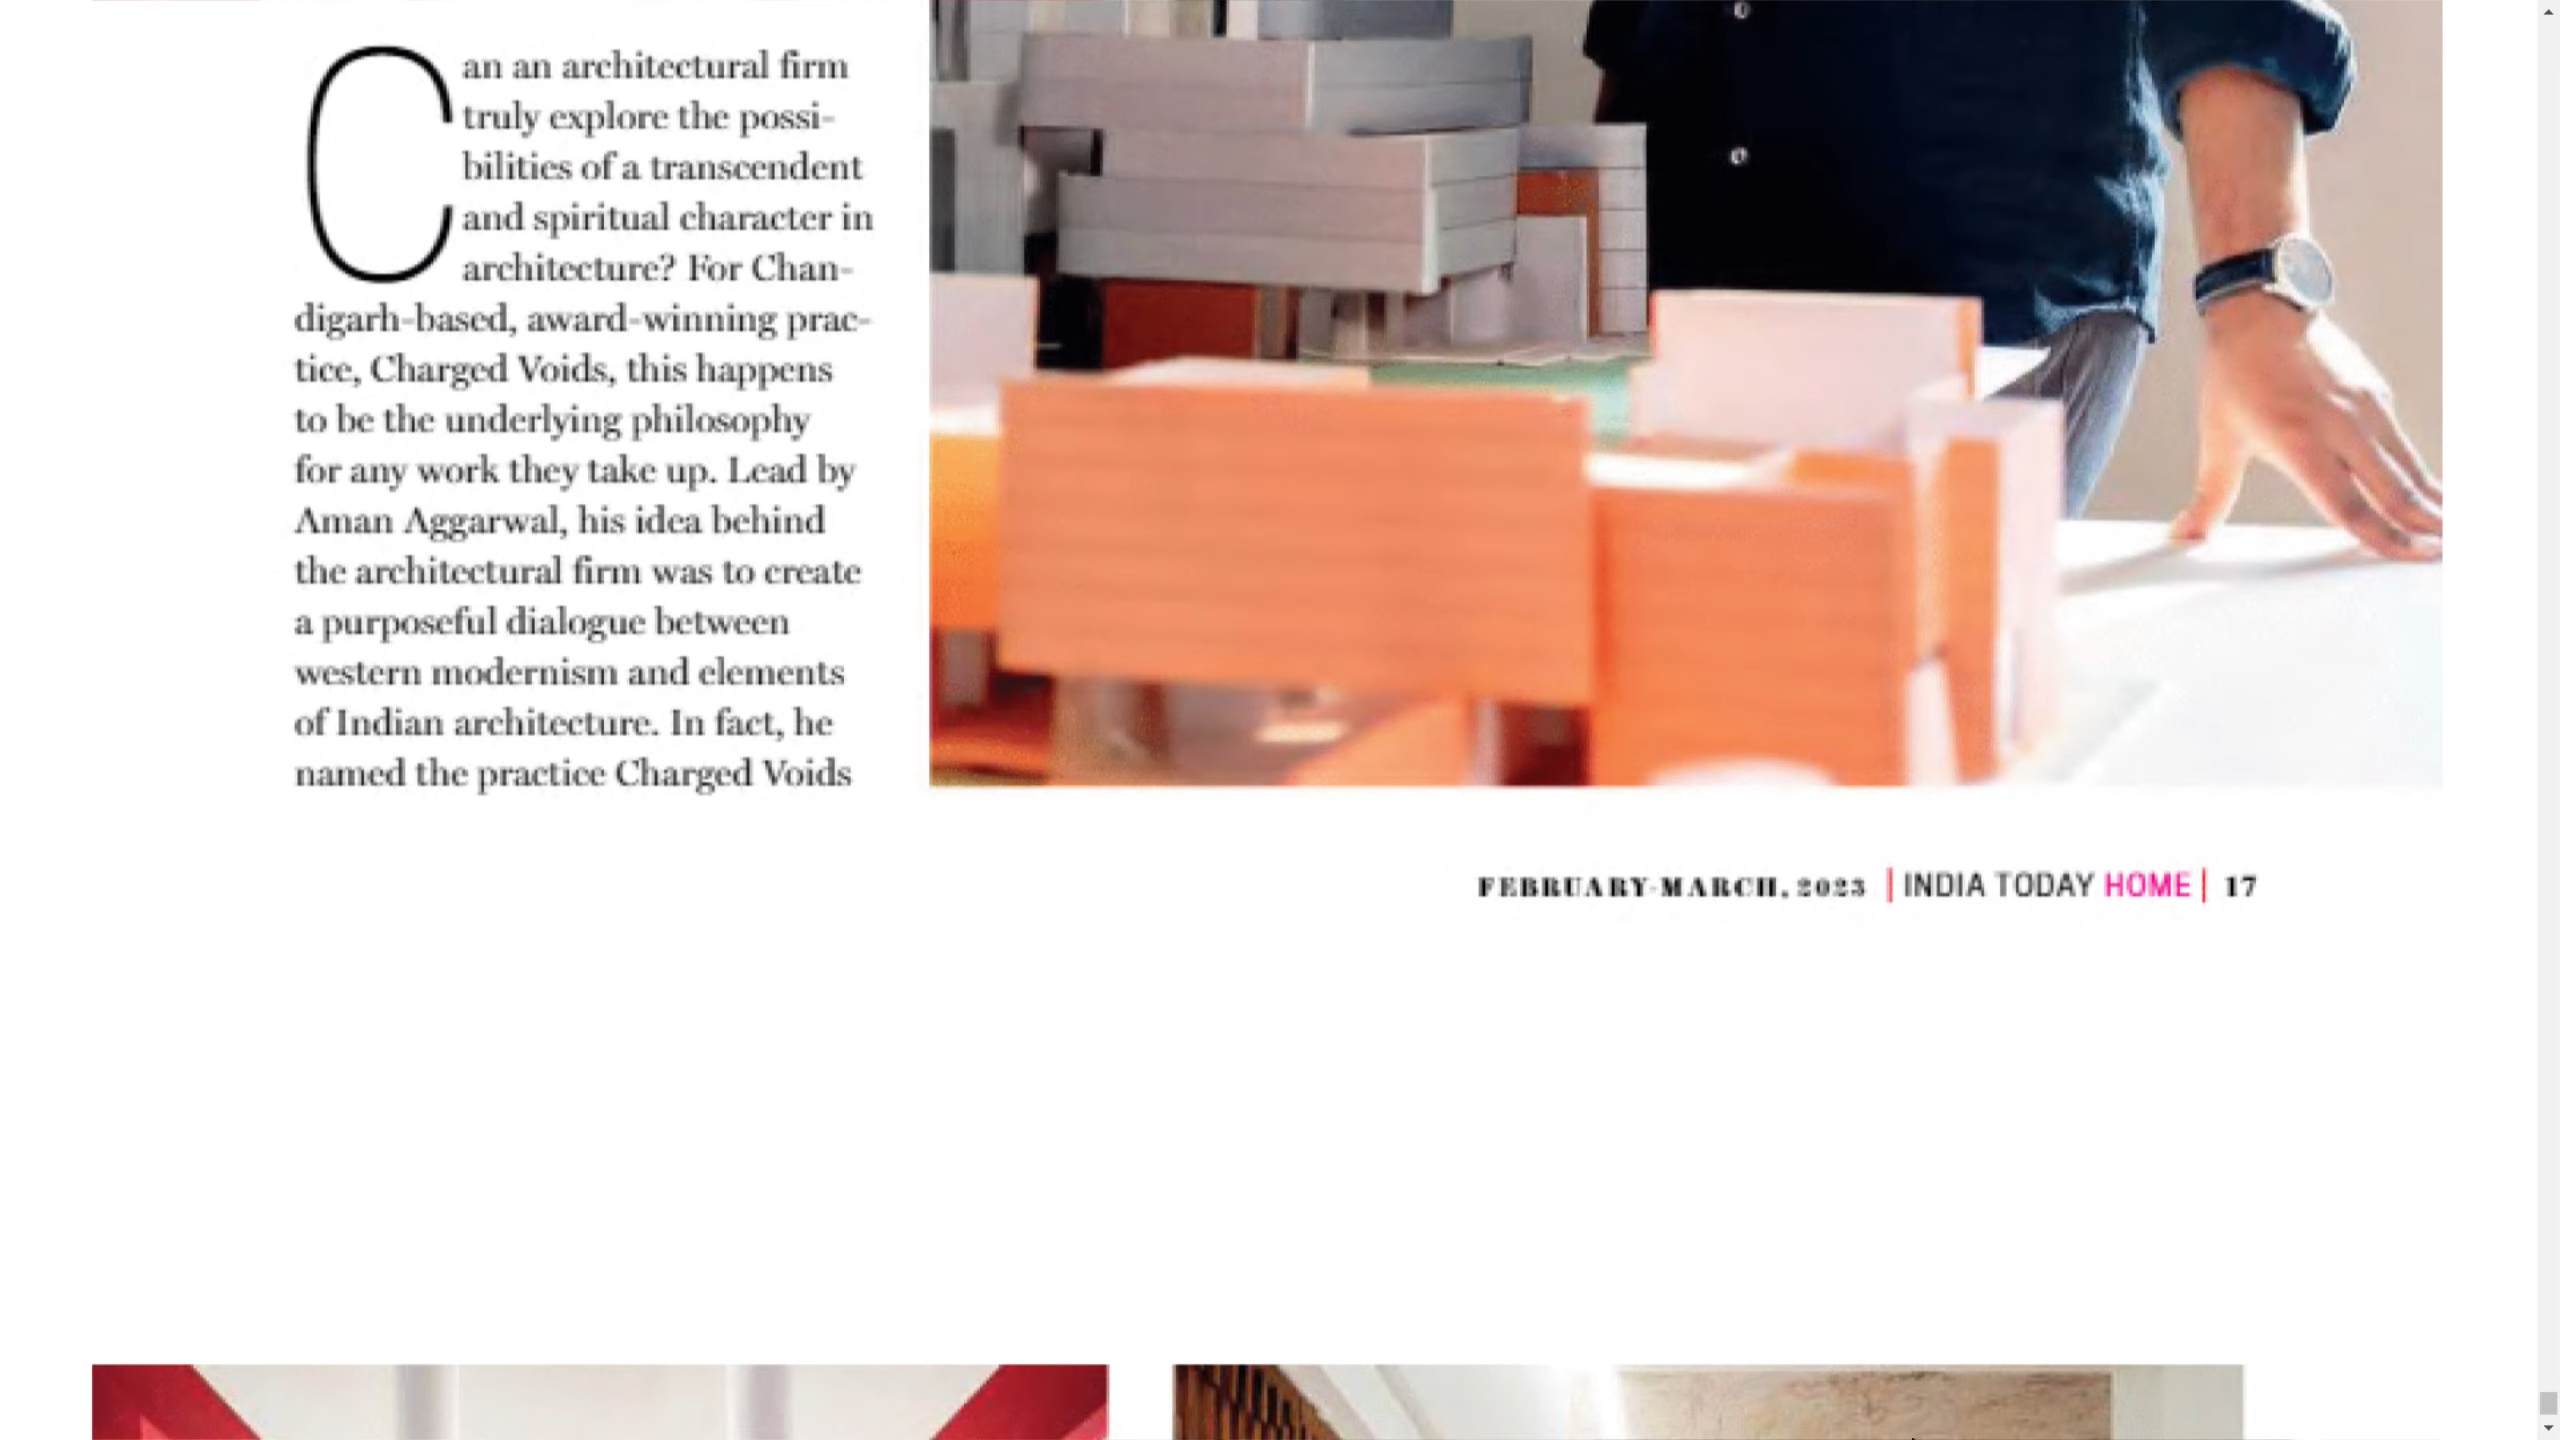 Can an architectural firm
truly explore the possi-
bilities of a transcendent
and spiritual character in
architecture? For Chan-
digarh-based, award-winning prac-
tice, Charged Voids, this happens
to be the underlying philosophy
for any work they take up. Lead by
Aman Aggarwal, his idea behind
the architectural firm was to create
a purposeful dialogue between
western modernism and elements
of Indian architecture. In fact, he
named the practice Charged Voids
FEBRUARY-MARCH, 2023 | INDIA TODAY HOME | 17